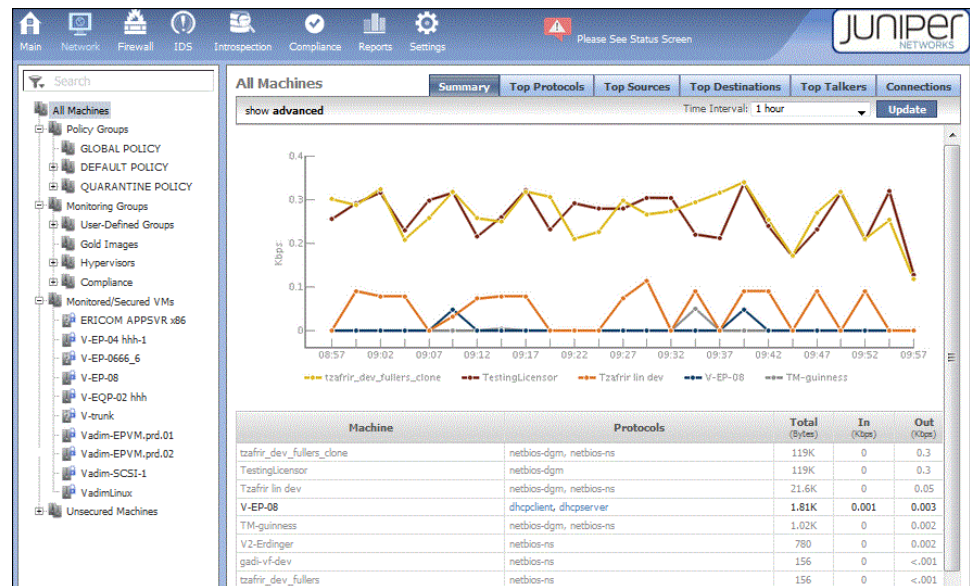 Main Network Firewall IDS Introspection Compliance Reports Settings
Please See Status Screen
JUNIPER
NETWORKS
Search
All Machines
Policy Groups
GLOBAL POLICY
DEFAULT POLICY
QUARANTINE POLICY
Monitoring Groups
User-Defined Groups
Gold Images
Hypervisors
Compliance
Monitored/Secured VMs
ERICOM APPSVR x86
V-EP-04 hhh-1
V-EP-0666_6
V-EP-08
V-EQP-02 hhh
V-trunk
Vadim-EPVM.prd.01
Vadim-EPVM.prd.02
Vadim-SCSI-1
VadimLinux
Unsecured Machines
All Machines
Summary Top Protocols Top Sources Top Destinations Top Talkers Connections
show advanced Time Interval: 1 hour Update
0.4
0.3
0.2
0.1
0
Kbps
08:57 09:02 09:07 09:12 09:17 09:22 09:27 09:32 09:37 09:42 09:47 09:52 09:57
tzafrir_dev_fullers_clone TestingLicensor Tzafrir lin dev V-EP-08 TM-guinness
Machine Protocols Total (Bytes) In (Kbps) Out (Kbps)
tzafrir_dev_fullers_clone netbios-dgm, netbios-ns 119K 0 0.3
TestingLicensor netbios-dgm 119K 0 0.3
Tzafrir lin dev netbios-dgm, netbios-ns 21.6K 0 0.05
V-EP-08 dhcpclient, dhcpserver 1.81K 0.001 0.003
TM-guinness netbios-dgm, netbios-ns 1.02K 0 0.002
V2-Erdinger netbios-ns 780 0 0.002
gadi-vf-dev netbios-ns 156 0 <.001
tzafrir_dev_fullers netbios-ns 156 0 <.001